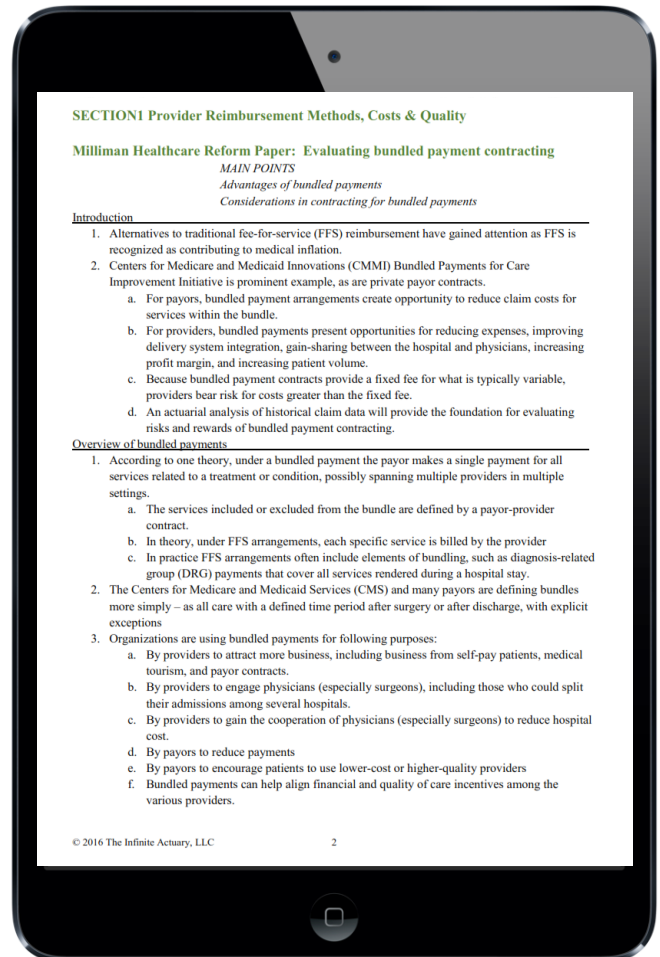 SECTION1 Provider Reimbursement Methods, Costs & Quality
Milliman Healthcare Reform Paper: Evaluating bundled payment contracting
MAIN POINTS
Advantages of bundled payments
Considerations in contracting for bundled payments
Introduction
1. Alternatives to traditional fee-for-service (FFS) reimbursement have gained attention as FFS is
recognized as contributing to medical inflation.
2. Centers for Medicare and Medicaid Innovations (CMMI) Bundled Payments for Care
Improvement Initiative is prominent example, as are private payor contracts.
a. For payors, bundled payment arrangements create opportunity to reduce claim costs for
services within the bundle.
b. For providers, bundled payments present opportunities for reducing expenses, improving
delivery system integration, gain-sharing between the hospital and physicians, increasing
profit margin, and increasing patient volume.
c. Because bundled payment contracts provide a fixed fee for what is typically variable,
providers bear risk for costs greater than the fixed fee.
d. An actuarial analysis of historical claim data will provide the foundation for evaluating
risks and rewards of bundled payment contracting.
Overview of bundled payments
1. According to one theory, under a bundled payment the payor makes a single payment for all
services related to a treatment or condition, possibly spanning multiple providers in multiple
settings.
a. The services included or excluded from the bundle are defined by a payor-provider
contract.
b. In theory, under FFS arrangements, each specific service is billed by the provider
c. In practice FFS arrangements often include elements of bundling, such as diagnosis-related
group (DRG) payments that cover all services rendered during a hospital stay.
2. The Centers for Medicare and Medicaid Services (CMS) and many payors are defining bundles
more simply – as all care with a defined time period after surgery or after discharge, with explicit
exceptions
3. Organizations are using bundled payments for following purposes:
a. By providers to attract more business, including business from self-pay patients, medical
tourism, and payor contracts.
b. By providers to engage physicians (especially surgeons), including those who could split
their admissions among several hospitals.
c. By providers to gain the cooperation of physicians (especially surgeons) to reduce hospital
cost.
d. By payors to reduce payments
e. By payors to encourage patients to use lower-cost or higher-quality providers
f. Bundled payments can help align financial and quality of care incentives among the
various providers.
© 2016 The Infinite Actuary, LLC 2